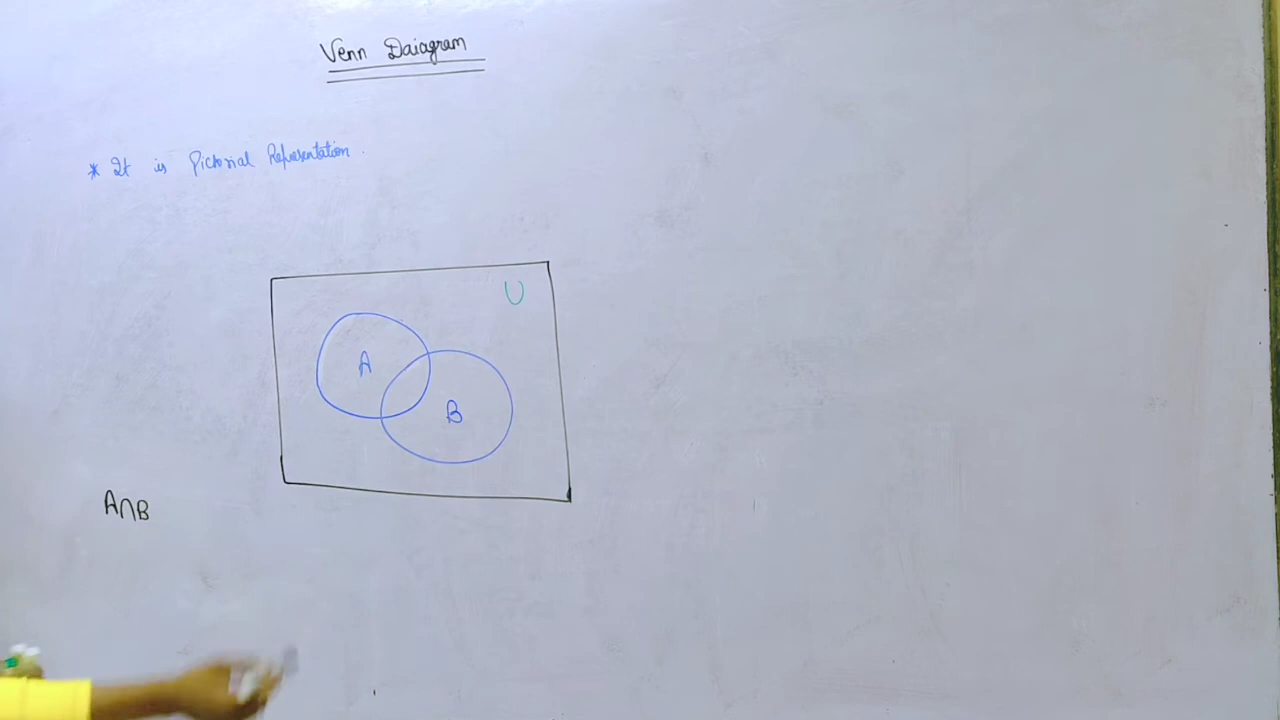 Venn Daiagram
* It is Pictorial Representation.
U
A
B
A∩B